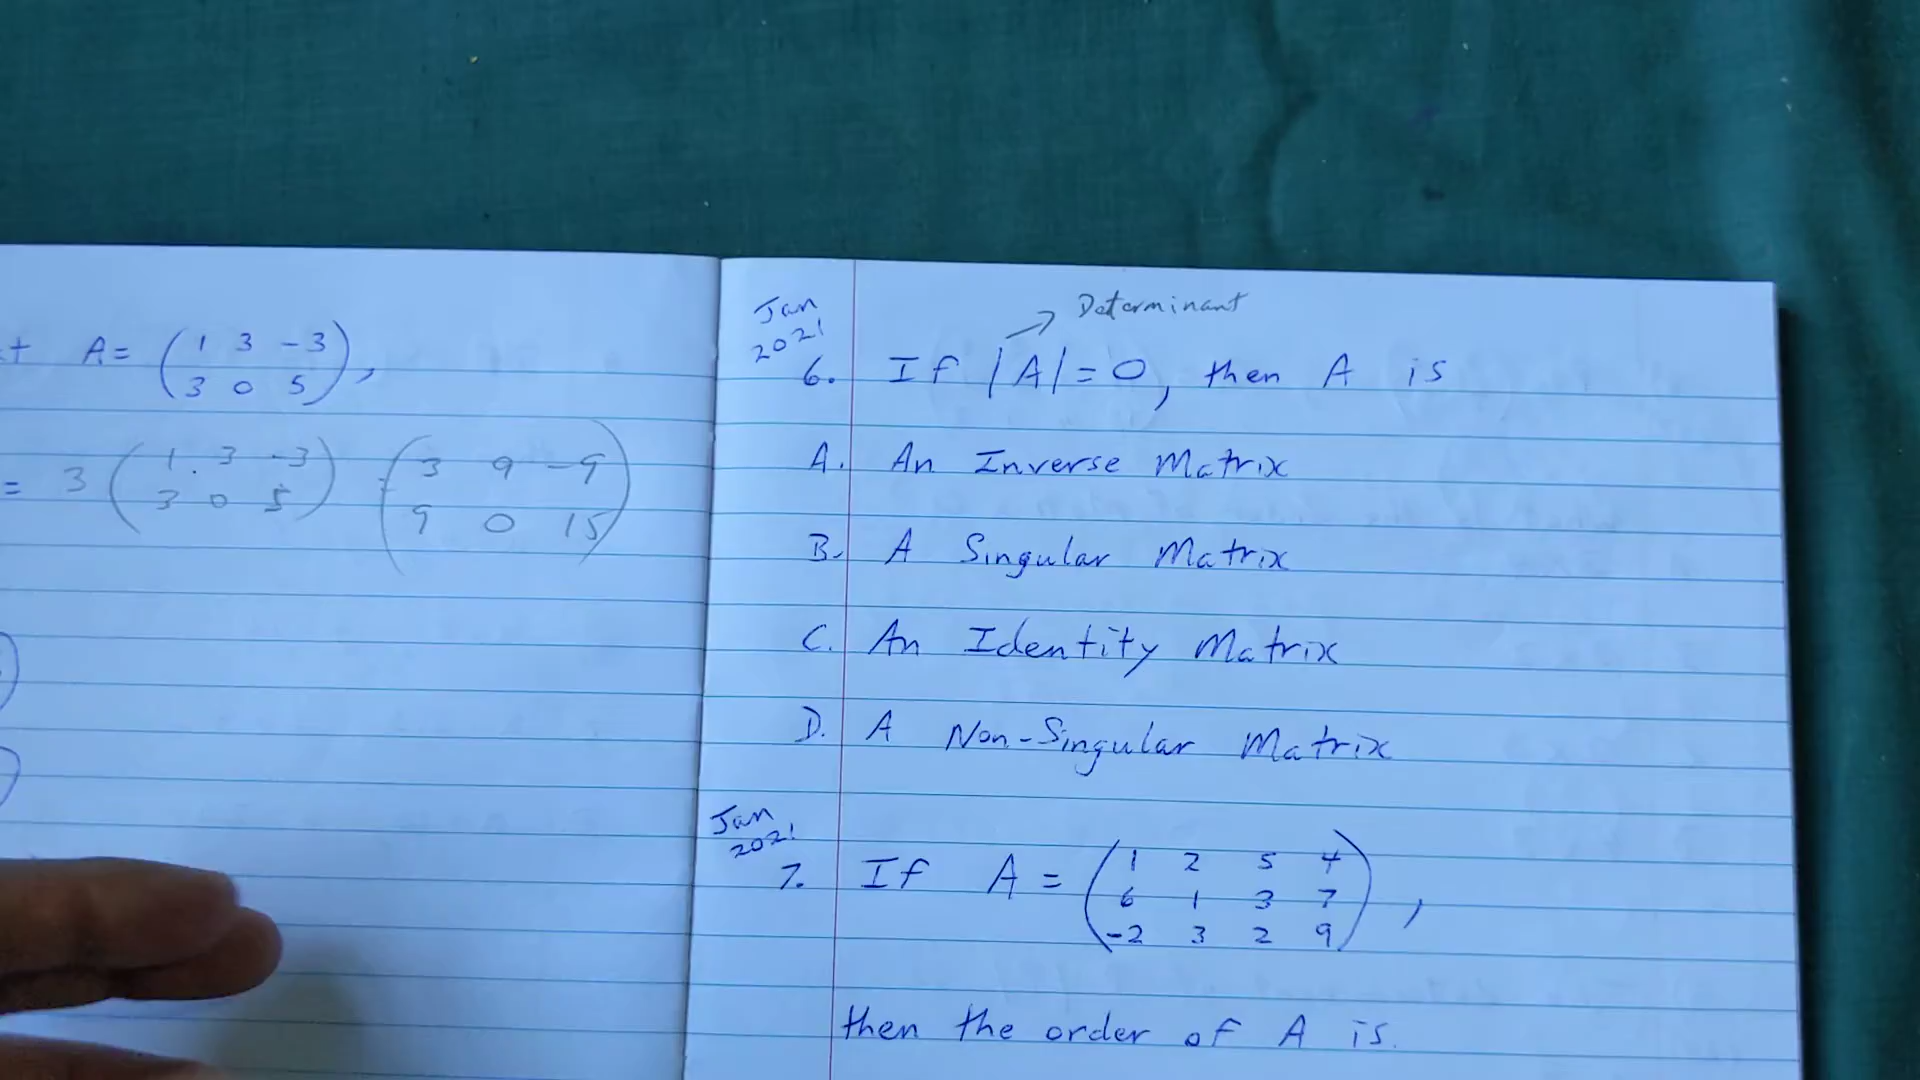 A= ( 1 3 -3
3 0 5 ),
= 3 ( 1 3 -3
3 0 5 ) = ( 3 9 -9
9 0 15 )
Jan
2021
→ Determinant
6. If |A| = 0, then A is
A. An Inverse Matrix
B. A Singular Matrix
C. An Identity Matrix
D. A Non-Singular Matrix
Jan
2021
7. If A = ( 1 2 5 4
6 1 3 7
-2 3 2 9 ),
then the order of A is.